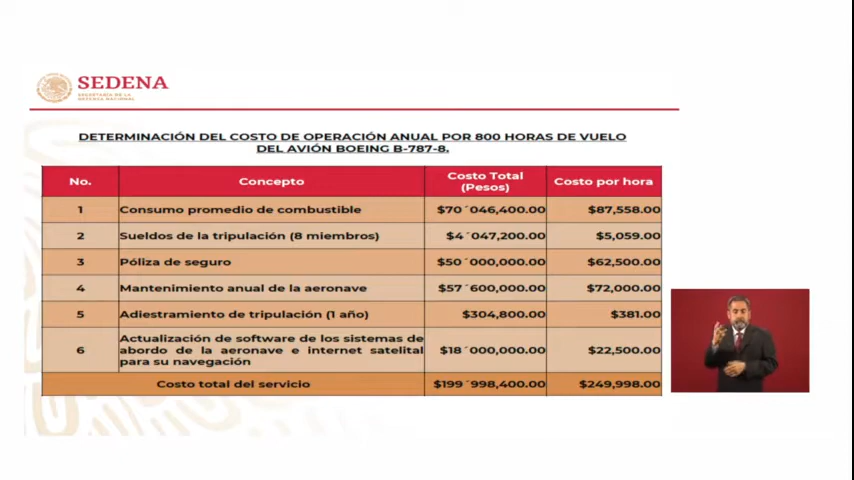 SEDENA
SECRETARÍA DE LA
DEFENSA NACIONAL
DETERMINACIÓN DEL COSTO DE OPERACIÓN ANUAL POR 800 HORAS DE VUELO
DEL AVIÓN BOEING B-787-8.
No. Concepto Costo Total (Pesos) Costo por hora
1 Consumo promedio de combustible $70´046,400.00 $87,558.00
2 Sueldos de la tripulación (8 miembros) $4´047,200.00 $5,059.00
3 Póliza de seguro $50´000,000.00 $62,500.00
4 Mantenimiento anual de la aeronave $57´600,000.00 $72,000.00
5 Adiestramiento de tripulación (1 año) $304,800.00 $381.00
6 Actualización de software de los sistemas de
abordo de la aeronave e internet satelital
para su navegación $18´000,000.00 $22,500.00
Costo total del servicio $199´998,400.00 $249,998.00